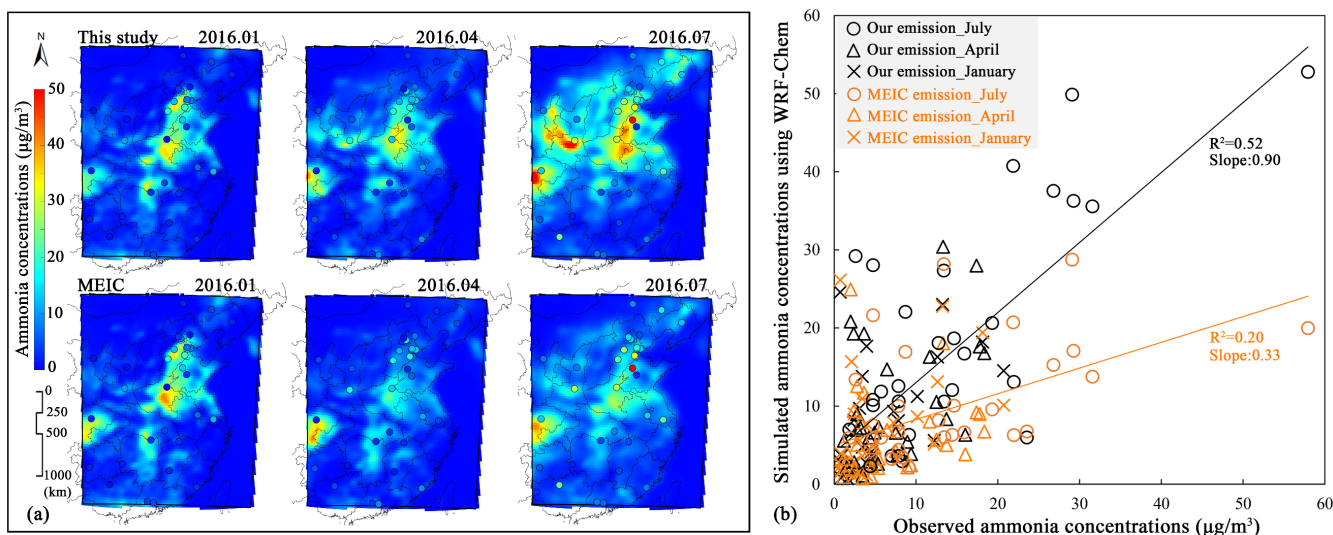 This study
2016.01
2016.04
2016.07
N
Ammonia concentrations (μg/m³)
50
40
30
20
10
0
MEIC
2016.01
2016.04
2016.07
0
250
500
1000
(km)
(a)
60
50
40
30
20
10
0
Simulated ammonia concentrations using WRF-Chem
Our emission_July
Our emission_April
Our emission_January
MEIC emission_July
MEIC emission_April
MEIC emission_January
R²=0.52
Slope:0.90
R²=0.20
Slope:0.33
0 10 20 30 40 50 60
Observed ammonia concentrations (μg/m³)
(b)